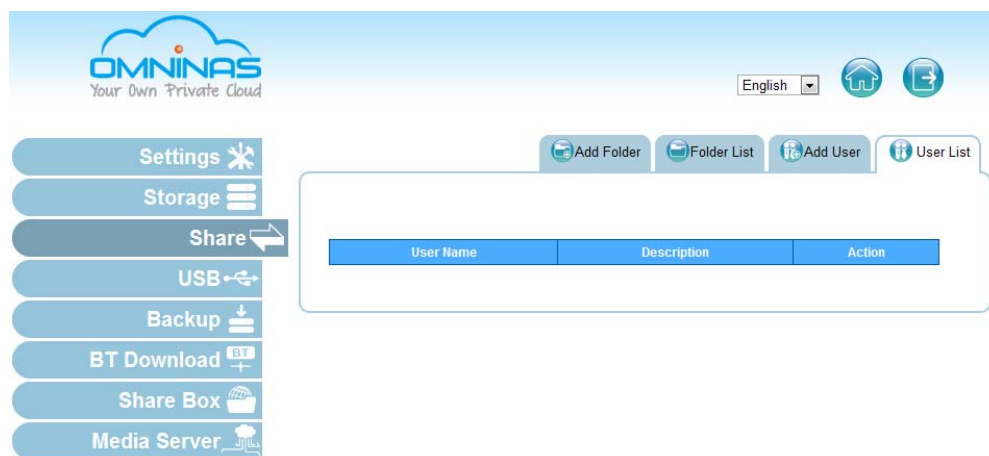 OMNINAS
Your Own Private Cloud
English
Settings
Storage
Share
USB
Backup
BT Download
BT
Share Box
Media Server
Add Folder
Folder List
Add User
User List
User Name Description Action